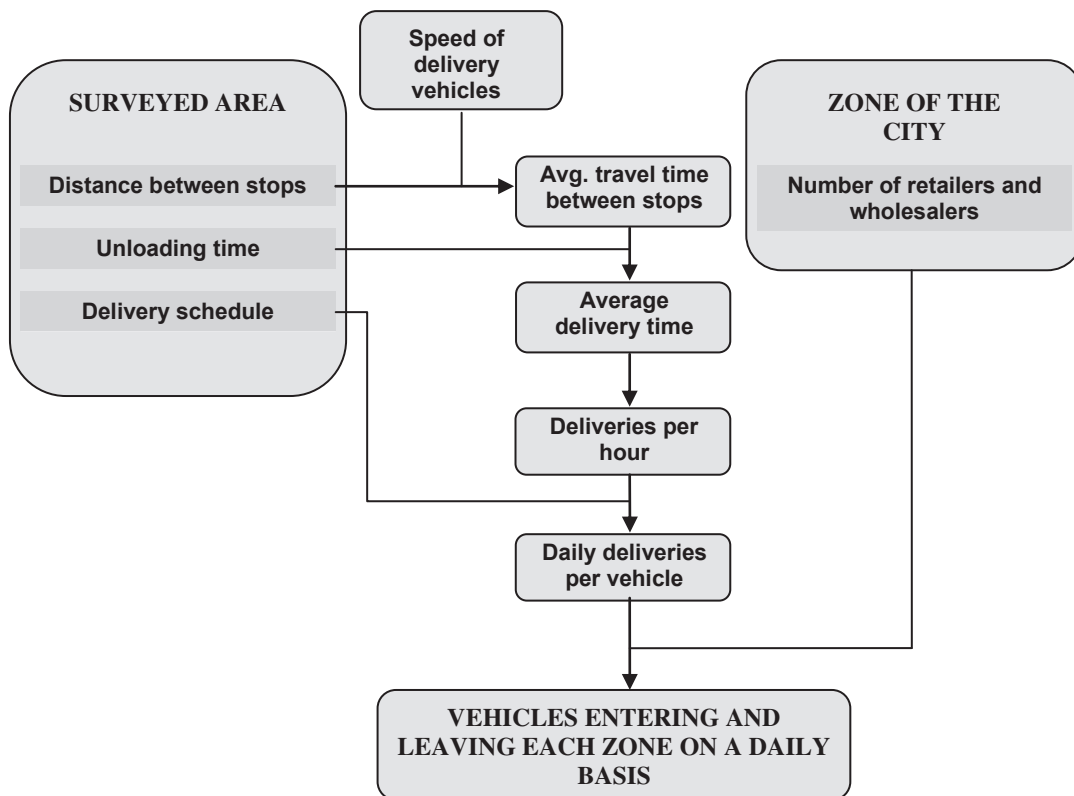 Speed of
delivery
vehicles
SURVEYED AREA
Distance between stops
Unloading time
Delivery schedule
ZONE OF THE
CITY
Number of retailers and
wholesalers
Avg. travel time
between stops
Average
delivery time
Deliveries per
hour
Daily deliveries
per vehicle
VEHICLES ENTERING AND
LEAVING EACH ZONE ON A DAILY
BASIS